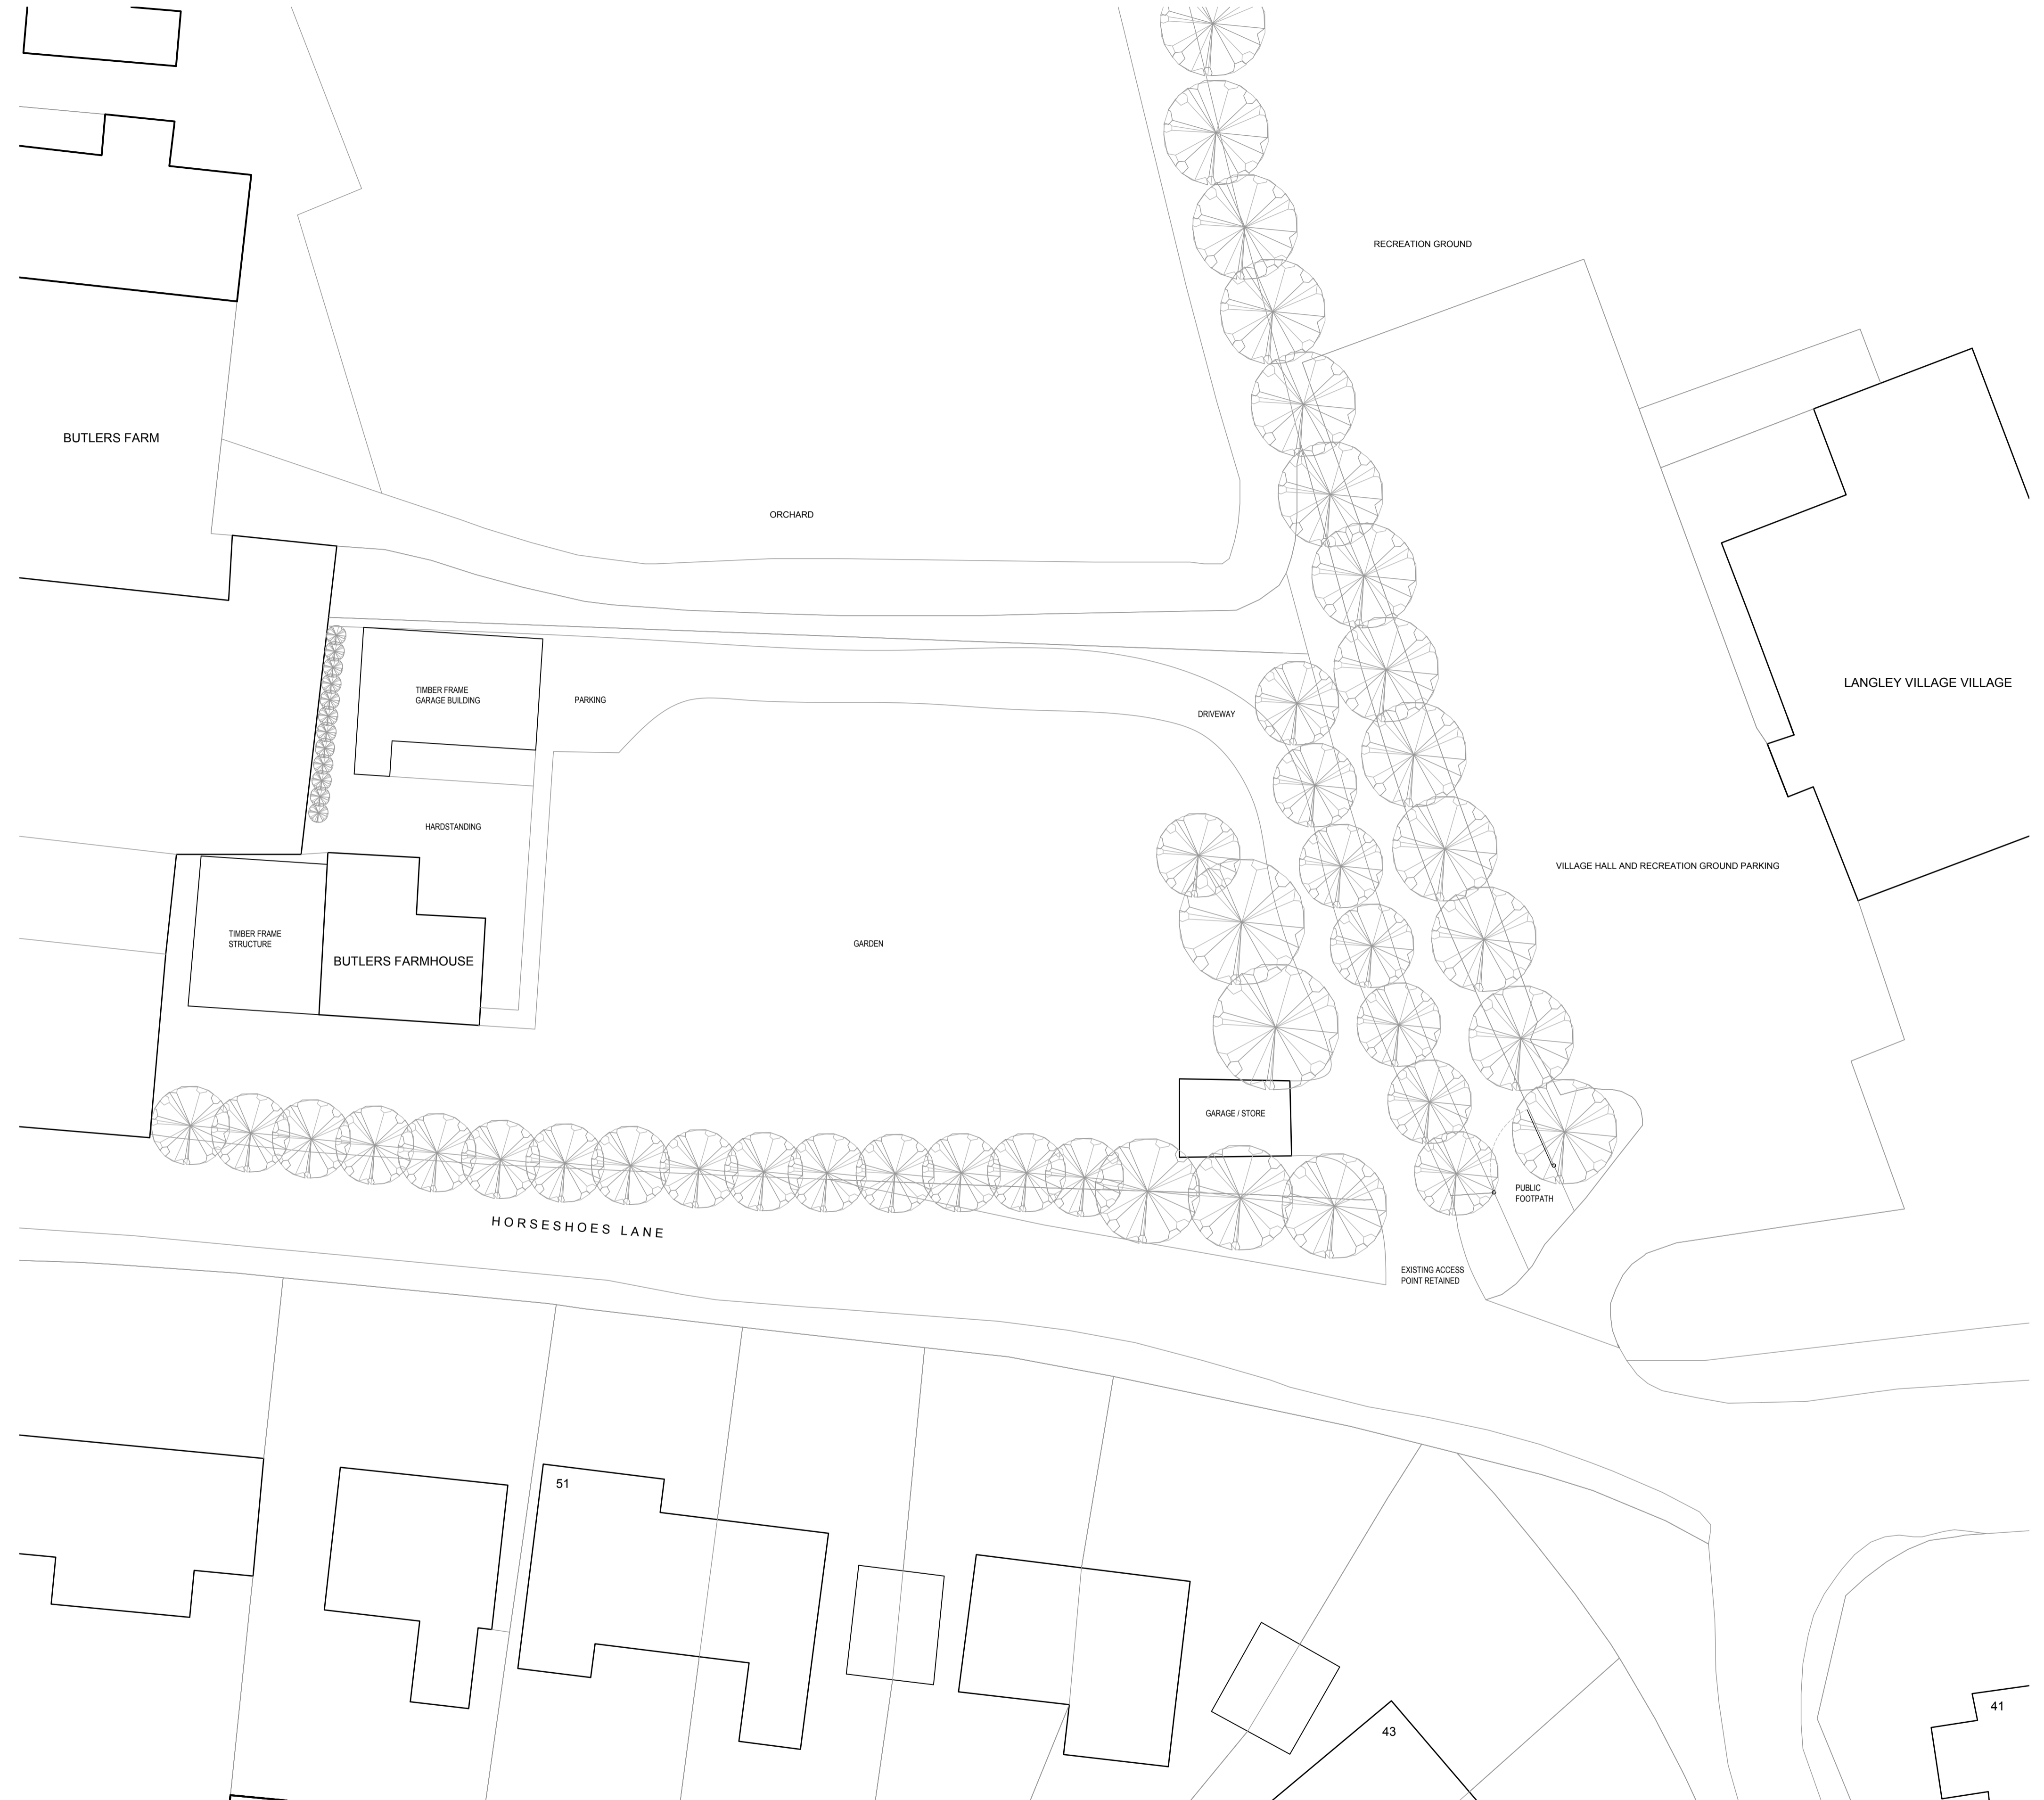 RECREATION GROUND
BUTLERS FARM
ORCHARD
LANGLEY VILLAGE VILLAGE
TIMBER FRAME
GARAGE BUILDING
PARKING
DRIVEWAY
HARDSTANDING
VILLAGE HALL AND RECREATION GROUND PARKING
TIMBER FRAME
STRUCTURE
BUTLERS FARMHOUSE
GARDEN
GARAGE / STORE
PUBLIC
FOOTPATH
HORSESHOES LANE
EXISTING ACCESS
POINT RETAINED
51
43
41